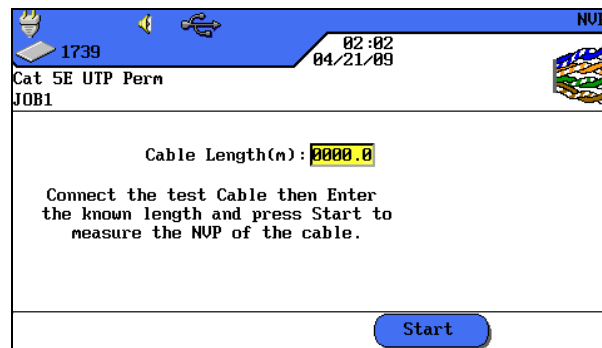 NVP
1739
02:02
04/21/09
Cat 5E UTP Perm
JOB1
Cable Length(m):0000.0
Connect the test Cable then Enter
the known length and press Start to
measure the NVP of the cable.
Start